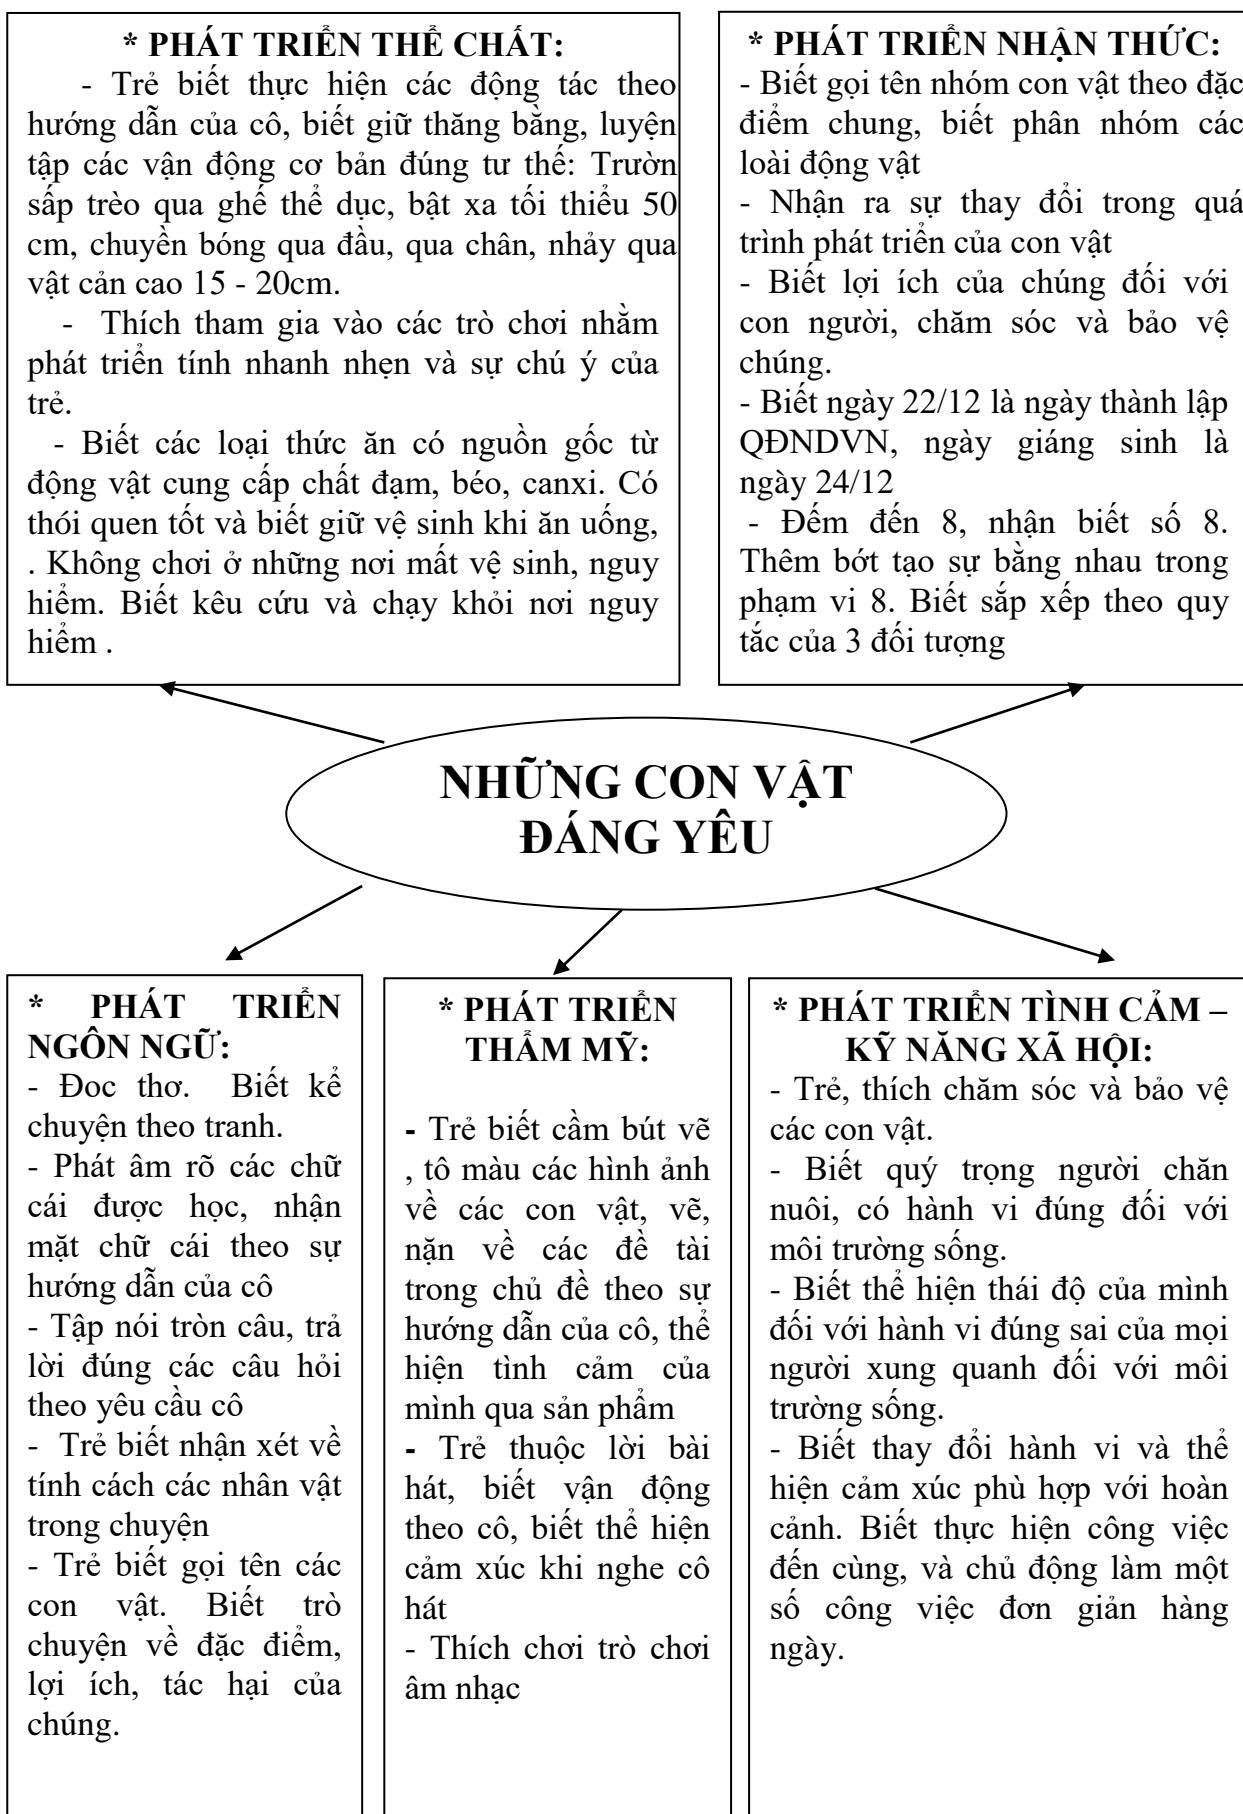 * PHÁT TRIỂN THỂ CHẤT:
- Trẻ biết thực hiện các động tác theo
hướng dẫn của cô, biết giữ thăng bằng, luyện
tập các vận động cơ bản đúng tư thế: Trườn
sấp trèo qua ghế thể dục, bật xa tối thiểu 50
cm, chuyền bóng qua đầu, qua chân, nhảy qua
vật cản cao 15 - 20cm.
- Thích tham gia vào các trò chơi nhằm
phát triển tính nhanh nhẹn và sự chú ý của
trẻ.
- Biết các loại thức ăn có nguồn gốc từ
động vật cung cấp chất đạm, béo, canxi. Có
thói quen tốt và biết giữ vệ sinh khi ăn uống,
. Không chơi ở những nơi mất vệ sinh, nguy
hiểm. Biết kêu cứu và chạy khỏi nơi nguy
hiểm .
* PHÁT TRIỂN NHẬN THỨC:
- Biết gọi tên nhóm con vật theo đặc
điểm chung, biết phân nhóm các
loài động vật
- Nhận ra sự thay đổi trong quá
trình phát triển của con vật
- Biết lợi ích của chúng đối với
con người, chăm sóc và bảo vệ
chúng.
- Biết ngày 22/12 là ngày thành lập
QĐNDVN, ngày giáng sinh là
ngày 24/12
- Đếm đến 8, nhận biết số 8.
Thêm bớt tạo sự bằng nhau trong
phạm vi 8. Biết sắp xếp theo quy
tắc của 3 đối tượng
NHỮNG CON VẬT
ĐÁNG YÊU
* PHÁT TRIỂN
NGÔN NGỮ:
- Đoc thơ. Biết kể
chuyện theo tranh.
- Phát âm rõ các chữ
cái được học, nhận
mặt chữ cái theo sự
hướng dẫn của cô
- Tập nói tròn câu, trả
lời đúng các câu hỏi
theo yêu cầu cô
- Trẻ biết nhận xét về
tính cách các nhân vật
trong chuyện
- Trẻ biết gọi tên các
con vật. Biết trò
chuyện về đặc điểm,
lợi ích, tác hại của
chúng.
* PHÁT TRIỂN
THẨM MỸ:
- Trẻ biết cầm bút vẽ
, tô màu các hình ảnh
về các con vật, vẽ,
nặn về các đề tài
trong chủ đề theo sự
hướng dẫn của cô, thể
hiện tình cảm của
mình qua sản phẩm
- Trẻ thuộc lời bài
hát, biết vận động
theo cô, biết thể hiện
cảm xúc khi nghe cô
hát
- Thích chơi trò chơi
âm nhạc
* PHÁT TRIỂN TÌNH CẢM –
KỸ NĂNG XÃ HỘI:
- Trẻ, thích chăm sóc và bảo vệ
các con vật.
- Biết quý trọng người chăn
nuôi, có hành vi đúng đối với
môi trường sống.
- Biết thể hiện thái độ của mình
đối với hành vi đúng sai của mọi
người xung quanh đối với môi
trường sống.
- Biết thay đổi hành vi và thể
hiện cảm xúc phù hợp với hoàn
cảnh. Biết thực hiện công việc
đến cùng, và chủ động làm một
số công việc đơn giản hàng
ngày.